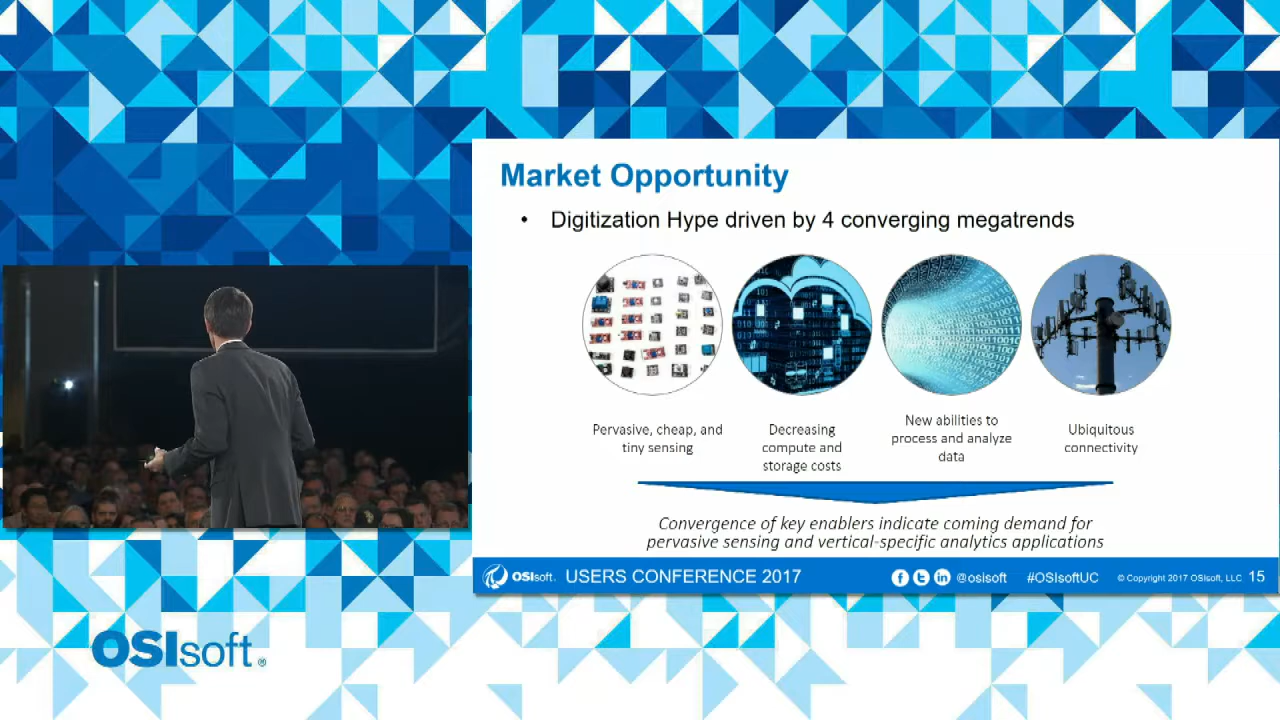 Market Opportunity
• Digitization Hype driven by 4 converging megatrends
Pervasive, cheap, and
tiny sensing
Decreasing
compute and
storage costs
New abilities to
process and analyze
data
Ubiquitous
connectivity
Convergence of key enablers indicate coming demand for
pervasive sensing and vertical-specific analytics applications
OSIsoft. USERS CONFERENCE 2017 @osisoft #OSIsoftUC © Copyright 2017 OSIsoft, LLC 15
OSIsoft®